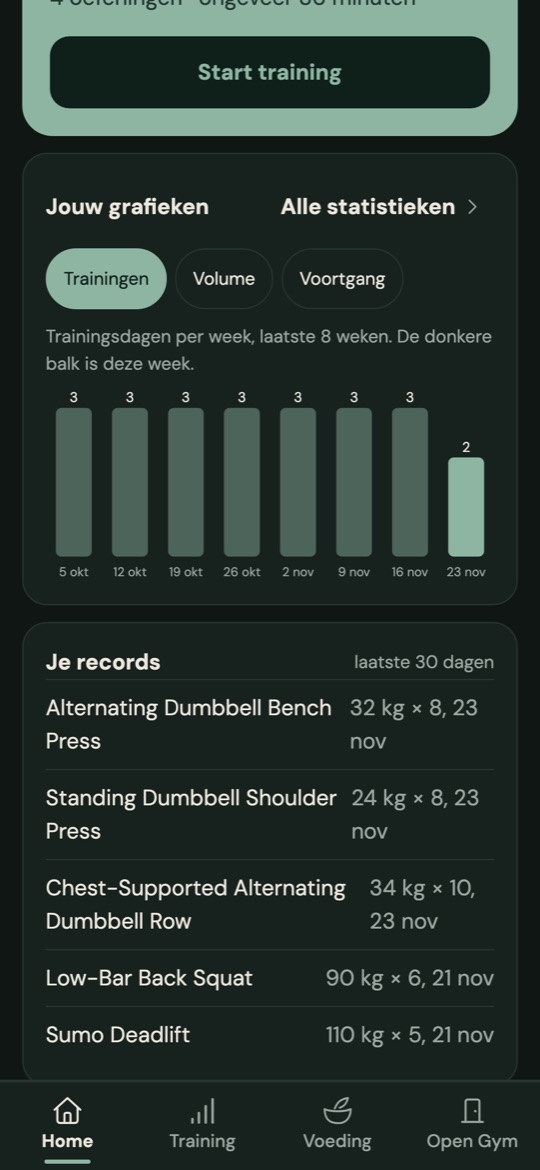 Start training
Jouw grafieken
Alle statistieken
Trainingen
Volume
Voortgang
Trainingsdagen per week, laatste 8 weken. De donkere
balk is deze week.
3 3 3 3 3 3 3 2
5 okt 12 okt 19 okt 26 okt 2 nov 9 nov 16 nov 23 nov
Je records
laatste 30 dagen
Alternating Dumbbell Bench
Press
32 kg × 8, 23
nov
Standing Dumbbell Shoulder
Press
24 kg × 8, 23
nov
Chest-Supported Alternating
Dumbbell Row
34 kg × 10,
23 nov
Low-Bar Back Squat
90 kg × 6, 21 nov
Sumo Deadlift
110 kg × 5, 21 nov
Home
Training
Voeding
Open Gym